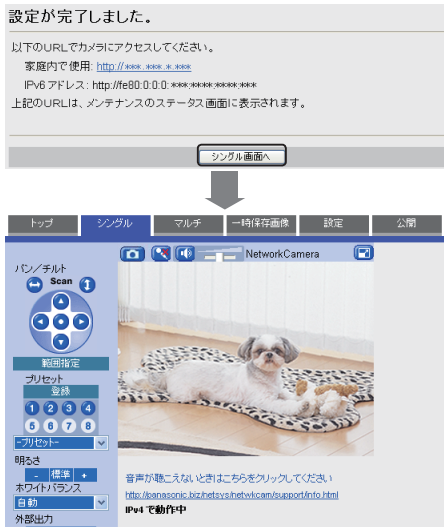 設定が完了しました。
以下のURLでカメラにアクセスしてください。
家庭内で使用: http://***.***.*.***
IPv6 アドレス: http://fe80:0:0:0:***:****:****:***
上記のURLは、メンテナンスのステータス画面に表示されます。
シングル画面へ
トップ シングル マルチ 一時保存画像 設定 公開
NetworkCamera
パン／チルト
Scan
範囲指定
プリセット
登録
1 2 3 4
5 6 7 8
-プリセット-
明るさ
- 標準 +
ホワイトバランス
自動
外部出力
音声が聴こえないときはこちらをクリックしてください
http://panasonic.biz/netsys/netwkcam/support/info.html
IPv4 で動作中